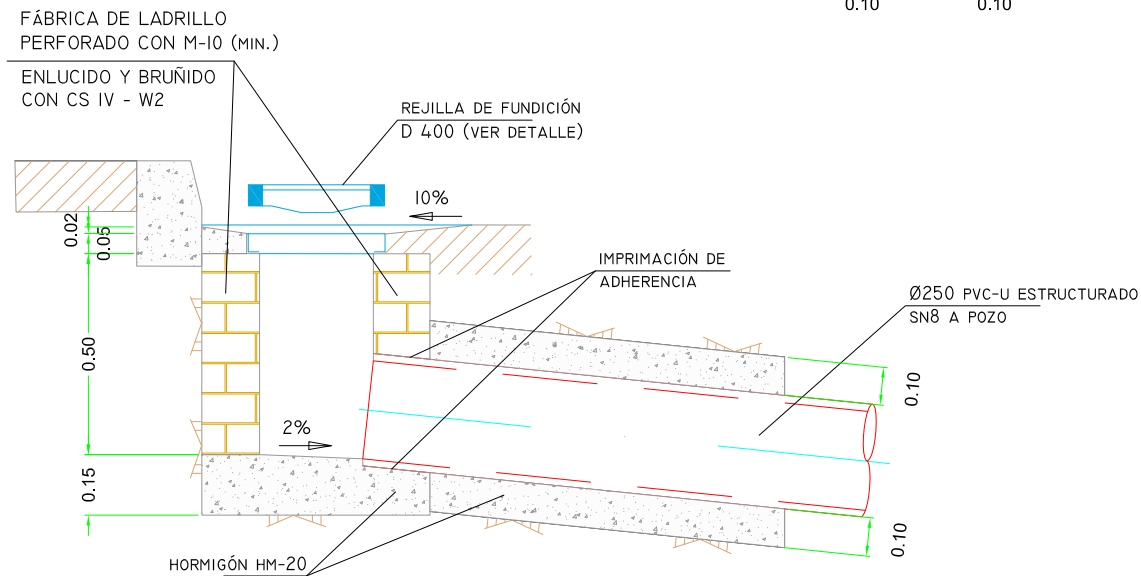 0.10 0.10
FÁBRICA DE LADRILLO
PERFORADO CON M-10 (MIN.)
ENLUCIDO Y BRUÑIDO
CON CS IV - W2
REJILLA DE FUNDICIÓN
D 400 (VER DETALLE)
10%
0.02
0.05
IMPRIMACIÓN DE
ADHERENCIA
Ø250 PVC-U ESTRUCTURADO
SN8 A POZO
0.50
0.10
2%
0.15
0.10
HORMIGÓN HM-20